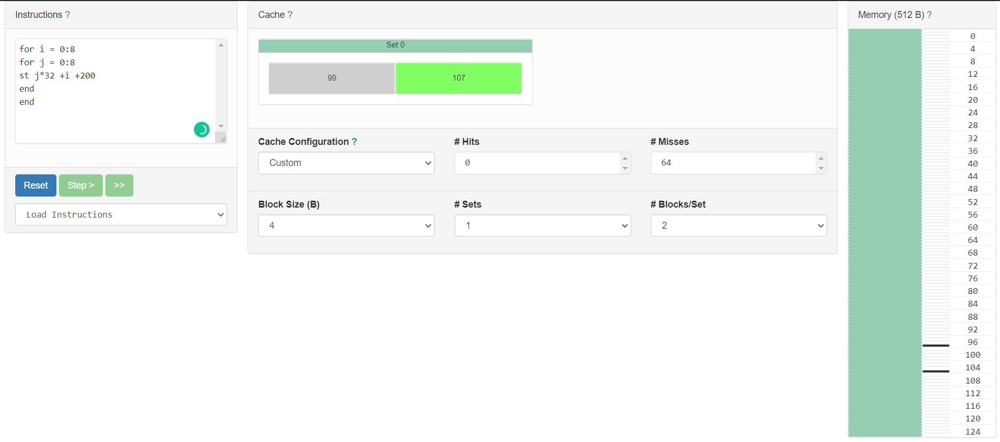 Instructions ?
for i = 0:8
for j = 0:8
st j*32 +i +200
end
end
Reset
Step >
>>
Load Instructions
Cache ?
Set 0
99
107
Cache Configuration ?
# Hits
# Misses
Custom
0
64
Block Size (B)
# Sets
# Blocks/Set
4
1
2
Memory (512 B) ?
0
4
8
12
16
20
24
28
32
36
40
44
48
52
56
60
64
68
72
76
80
84
88
92
96
100
104
108
112
116
120
124